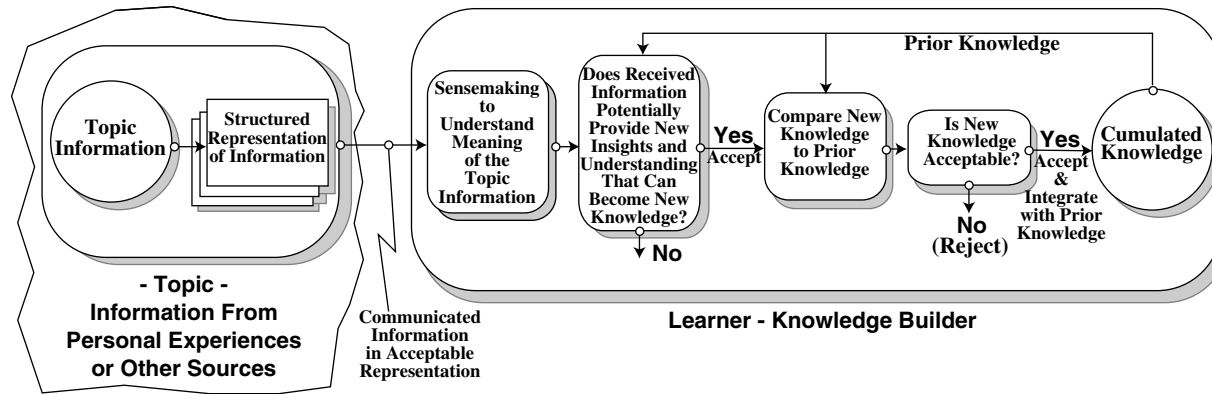 Topic
Information
Structured
Representation
of Information
- Topic -
Information From
Personal Experiences
or Other Sources
Communicated
Information
in Acceptable
Representation
Sensemaking
to
Understand
Meaning
of the
Topic
Information
Does Received
Information
Potentially
Provide New
Insights and
Understanding
That Can
Become New
Knowledge?
Yes
Accept
No
Compare New
Knowledge
to Prior
Knowledge
Is New
Knowledge
Acceptable?
No
(Reject)
Yes
Accept
&
Integrate
with Prior
Knowledge
Cumulated
Knowledge
Prior Knowledge
Learner - Knowledge Builder